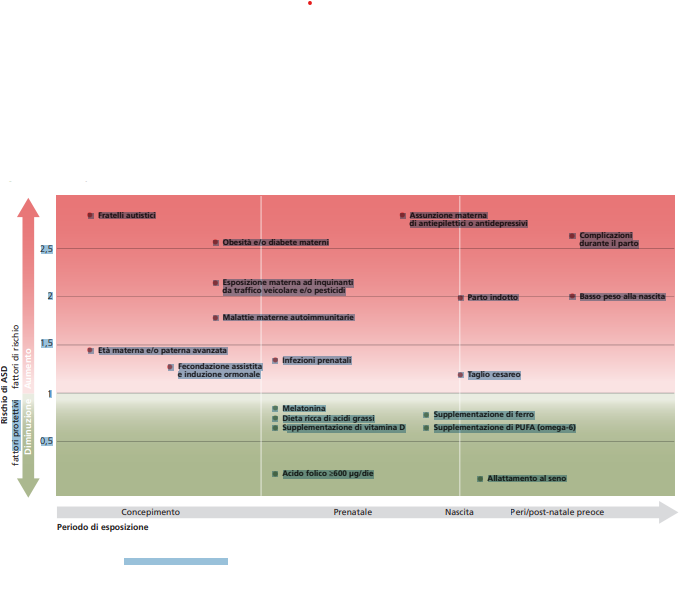 Fratelli autistici
Assunzione materna
di antiepilettici o antidepressivi
Complicazioni
durante il parto
Obesità e/o diabete materni
2,5
Esposizione materna ad inquinanti
da traffico veicolare e/o pesticidi
2
Parto indotto
Basso peso alla nascita
Malattie materne autoimmunitarie
1,5
Età materna e/o paterna avanzata
Fecondazione assistita
e induzione ormonale
Infezioni prenatali
Taglio cesareo
1
Melatonina
Dieta ricca di acidi grassi
Supplementazione di vitamina D
Supplementazione di ferro
Supplementazione di PUFA (omega-6)
0,5
Acido folico ≥600 µg/die
Allattamento al seno
Rischio di ASD
fattori protettivi fattori di rischio
Diminuzione Aumento
Concepimento Prenatale Nascita Peri/post-natale preoce
Periodo di esposizione